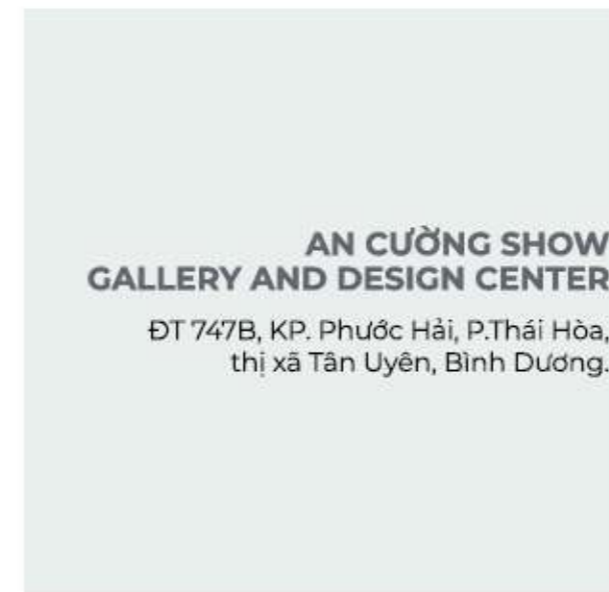 AN CƯỜNG SHOW
GALLERY AND DESIGN CENTER
ĐT 747B, KP. Phước Hải, P.Thái Hòa,
thị xã Tân Uyên, Bình Dương.